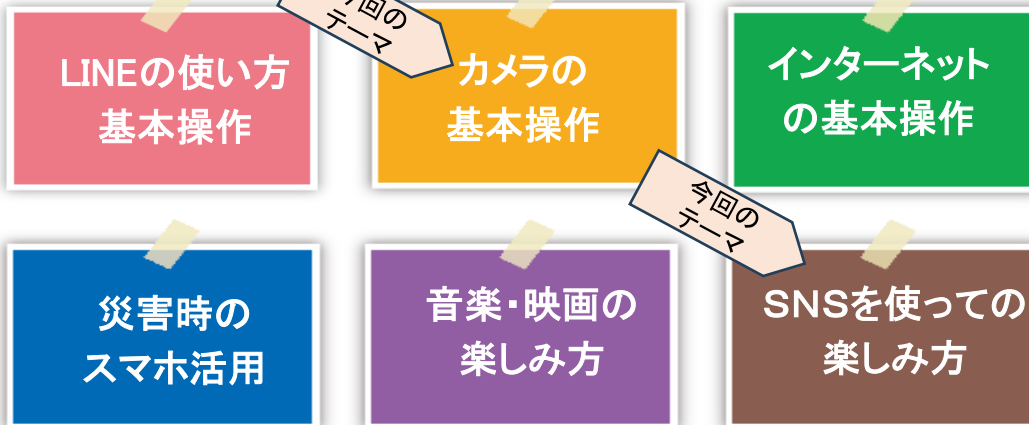 回の
テーマ
LINEの使い方
基本操作
カメラの
基本操作
インターネット
の基本操作
今回の
テーマ
災害時の
スマホ活用
音楽・映画の
楽しみ方
SNSを使っての
楽しみ方